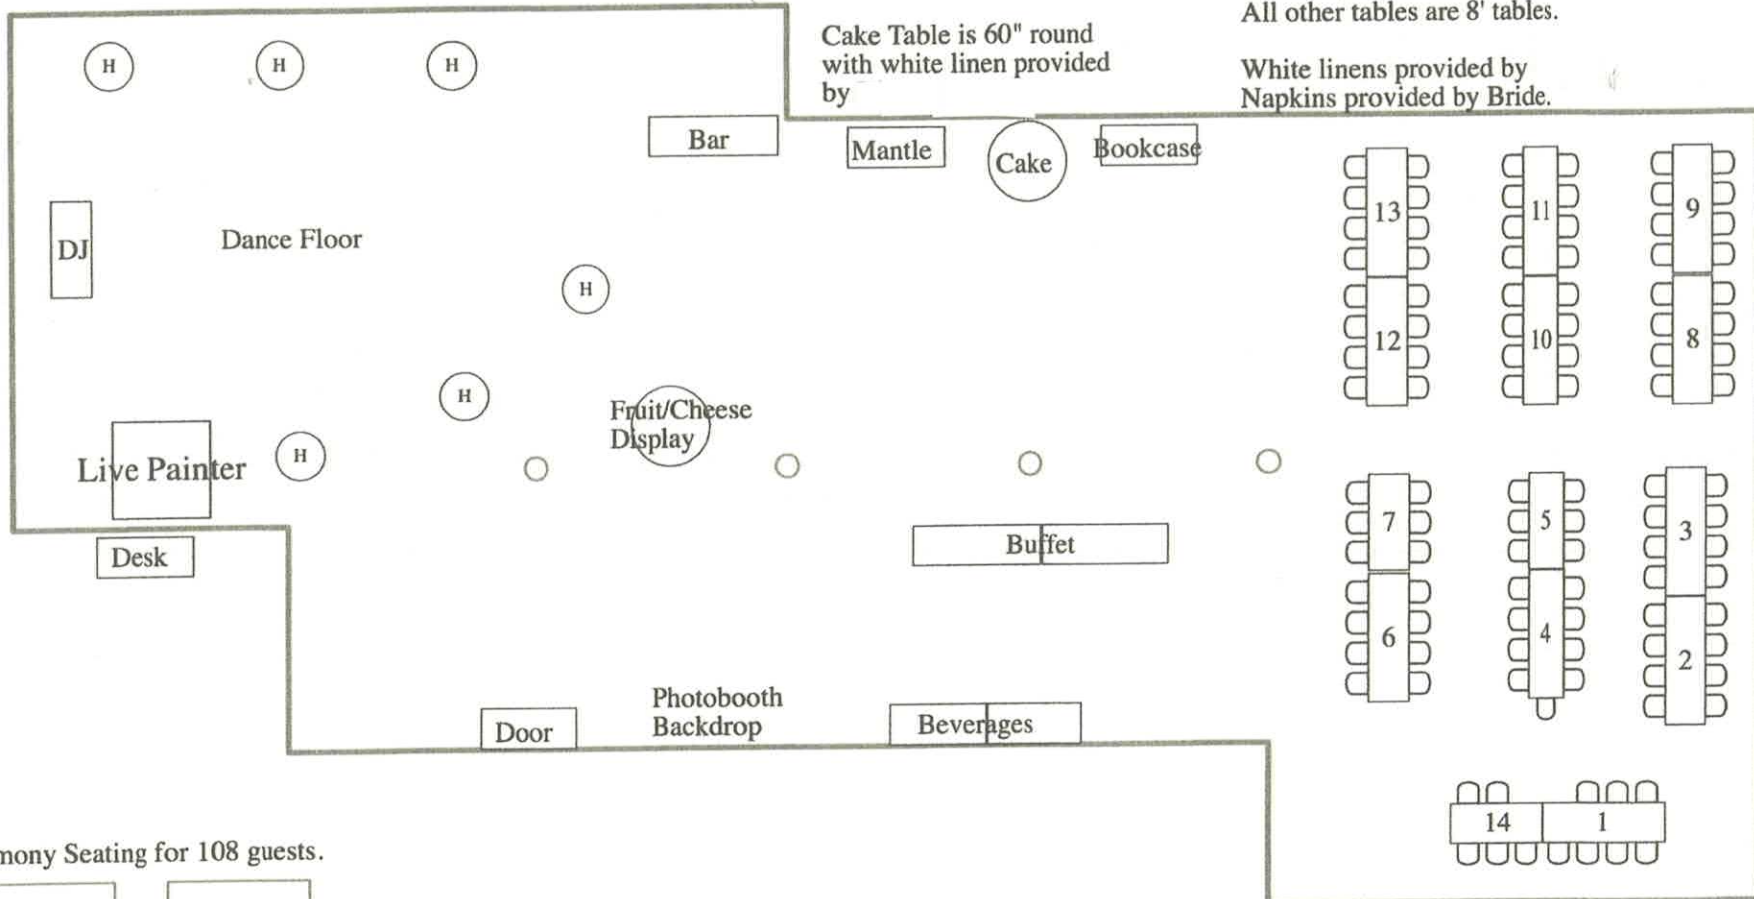 All other tables are 8' tables.
Cake Table is 60" round
with white linen provided
by
White linens provided by
Napkins provided by Bride.
H
H
H
Bar
Mantle
Cake
Bookcase
13
11
9
DJ
Dance Floor
H
12
10
8
H
Fruit/Cheese
Display
Live Painter
H
7
5
3
Desk
Buffet
6
4
2
Door
Photobooth
Backdrop
Beverages
14
1
mony Seating for 108 guests.